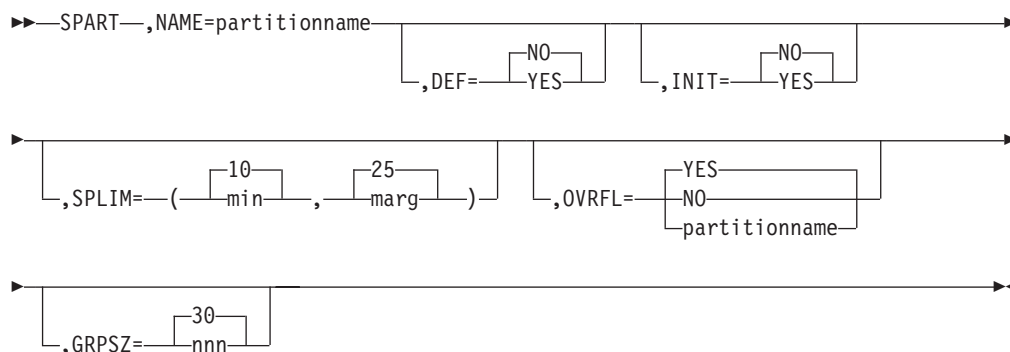 SPART ,NAME=partitionname
NO NO
,DEF= YES ,INIT= YES
10 25 YES
,SPLIM= ( min , marg ) ,OVRFL= NO
partitionname
30
,GRPSZ= nnn